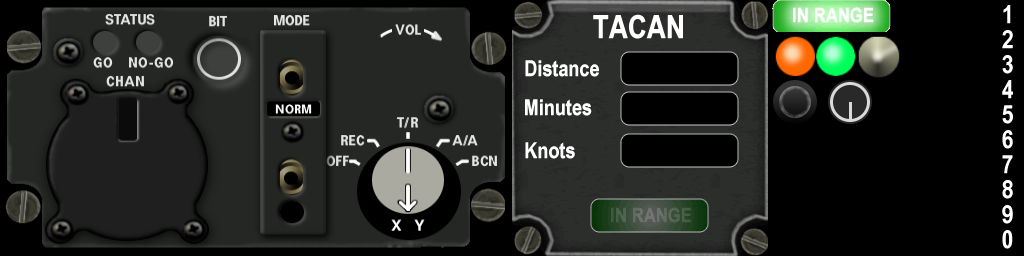 STATUS
GO NO-GO
BIT
MODE
VOL
CHAN
NORM
T/R
REC A/A
OFF BCN
X Y
TACAN
Distance
Minutes
Knots
IN RANGE
IN RANGE
1
2
3
4
5
6
7
8
9
0